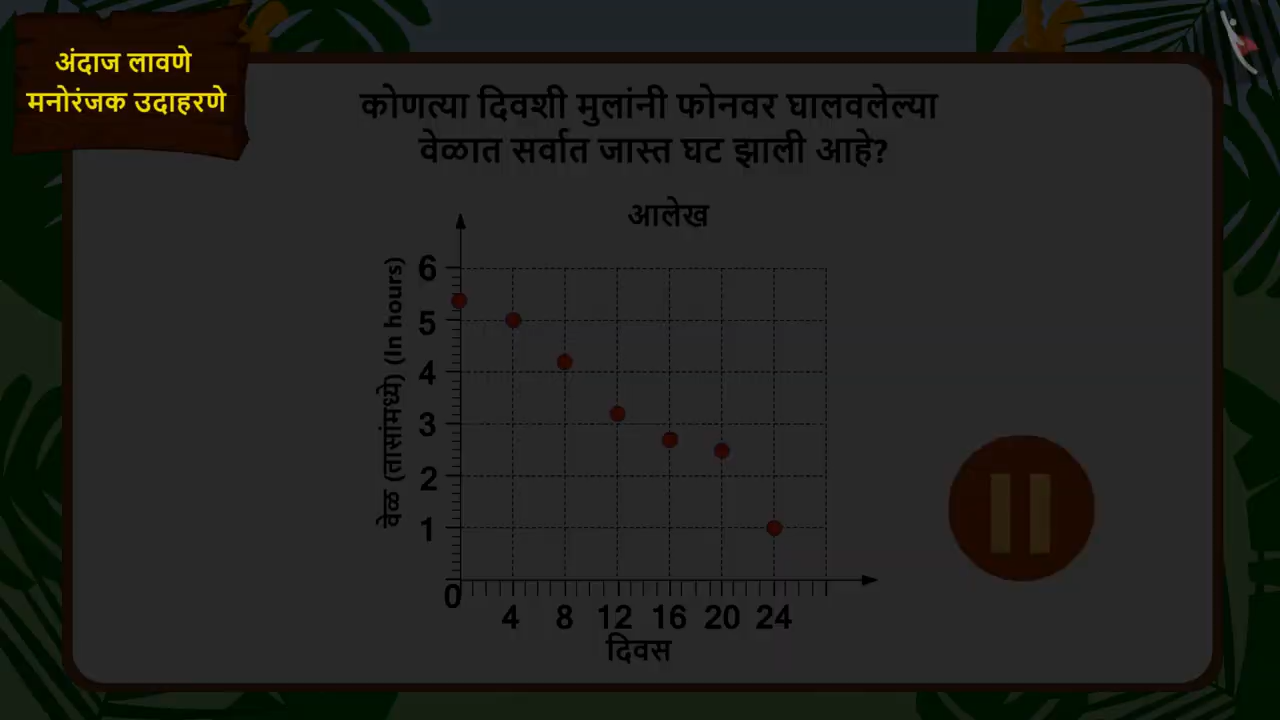 अंदाज लावणे
मनोरंजक उदाहरणे
कोणत्या दिवशी मुलांनी फोनवर घालवलेल्या
वेळात सर्वात जास्त घट झाली आहे?
आलेख
वेळ (तासांमध्ये) (In hours)
6
5
4
3
2
1
0
4 8 12 16 20 24
दिवस